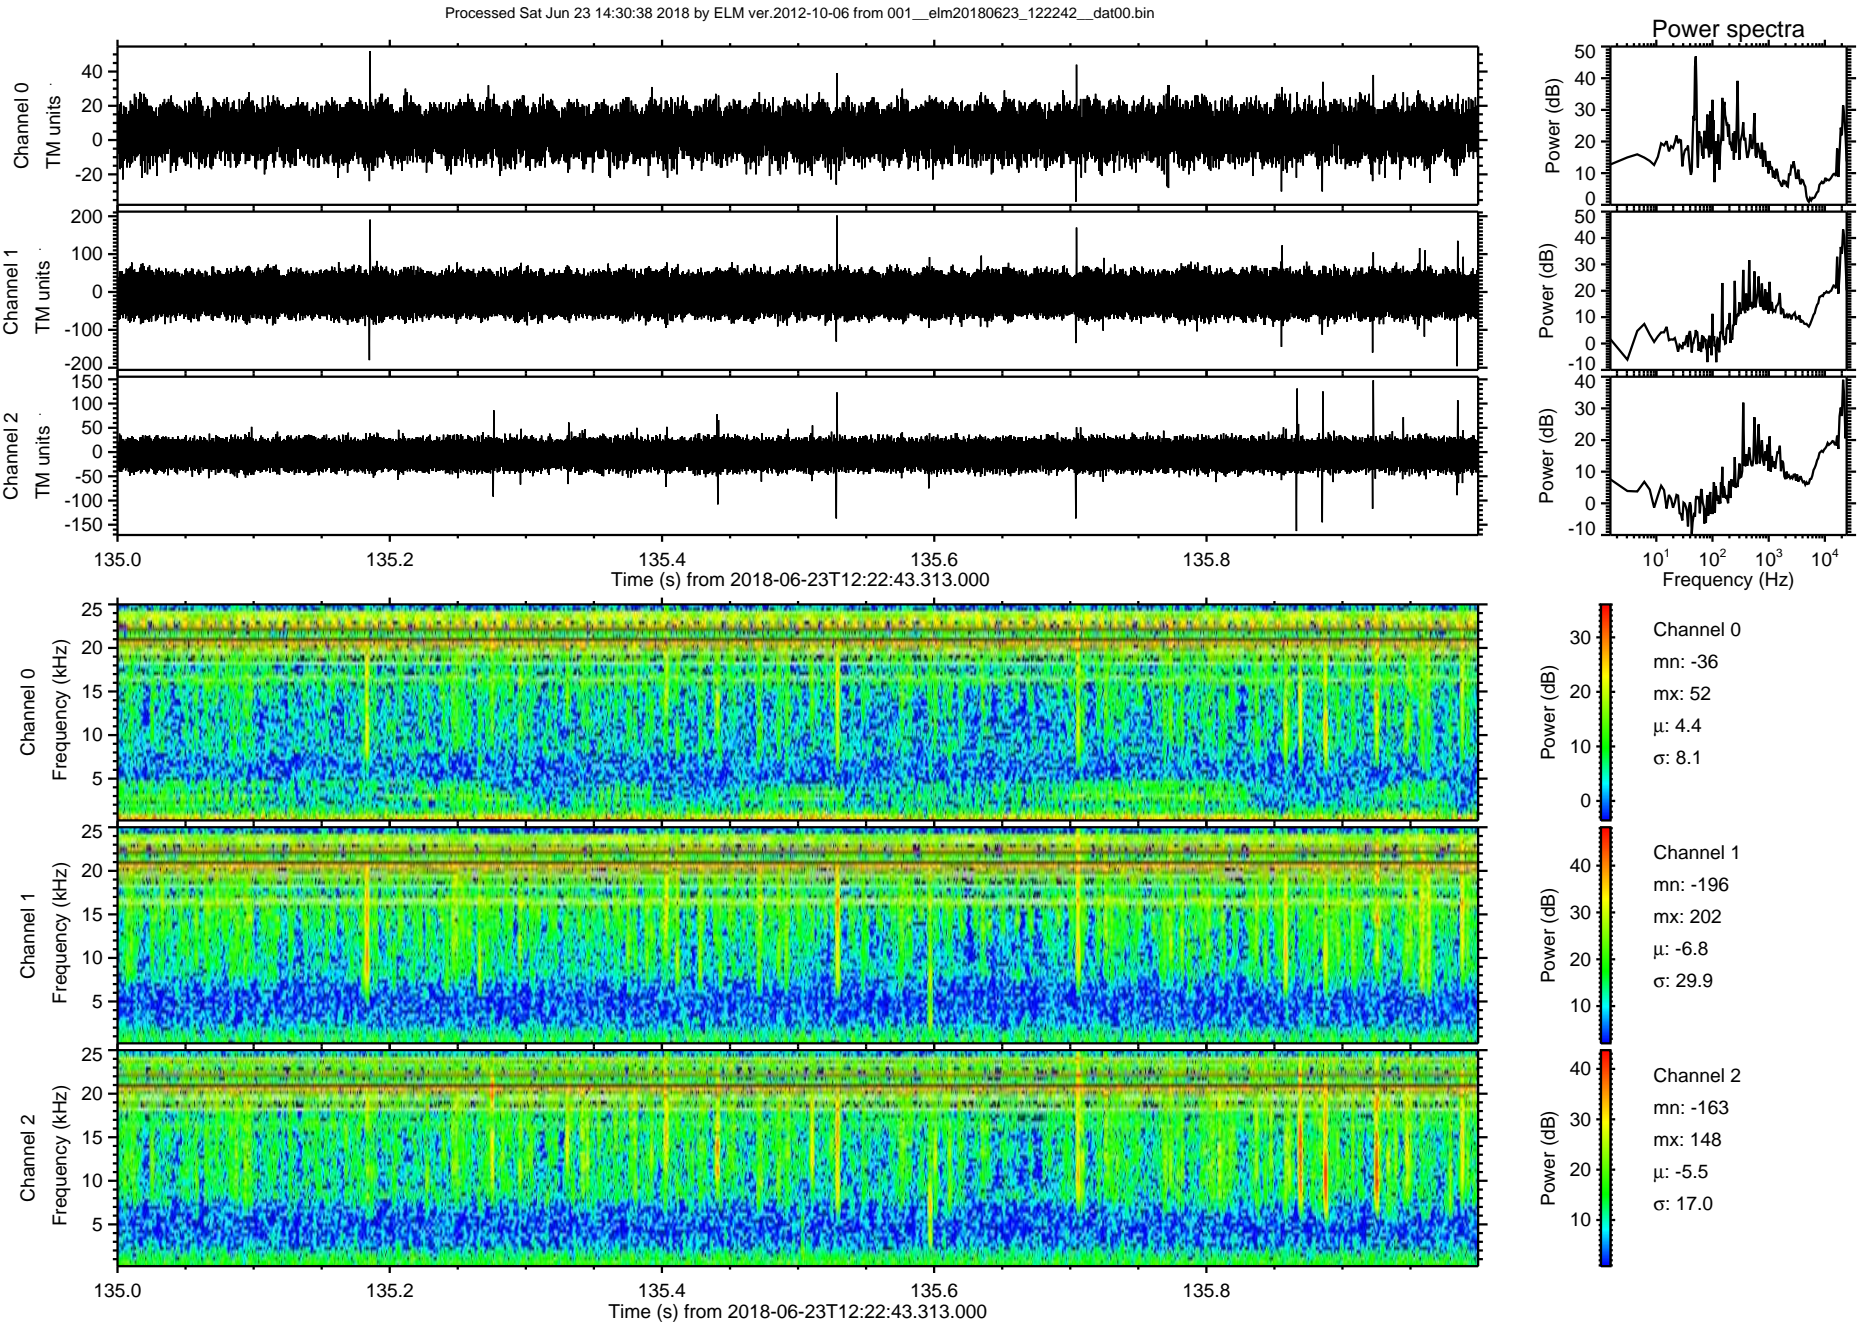 Processed Sat Jun 23 14:30:38 2018 by ELM ver.2012-10-06 from 001__elm20180623_122242__dat00.bin
Power spectra
Channel 0
TM units
40
20
0
-20
Power (dB)
50
40
30
20
10
0
Channel 1
TM units
200
100
0
-100
-200
Power (dB)
50
40
30
20
10
0
-10
Channel 2
TM units
150
100
50
0
-50
-100
-150
Power (dB)
40
30
20
10
0
-10
135.0 135.2 135.4 135.6 135.8
Time (s) from 2018-06-23T12:22:43.313.000
10¹ 10² 10³ 10⁴
Frequency (Hz)
Channel 0
Frequency (kHz)
25
20
15
10
5
Power (dB)
30
20
10
0
Channel 0
mn: -36
mx: 52
µ: 4.4
σ: 8.1
Channel 1
Frequency (kHz)
25
20
15
10
5
Power (dB)
40
30
20
10
Channel 1
mn: -196
mx: 202
µ: -6.8
σ: 29.9
Channel 2
Frequency (kHz)
25
20
15
10
5
Power (dB)
40
30
20
10
Channel 2
mn: -163
mx: 148
µ: -5.5
σ: 17.0
135.0 135.2 135.4 135.6 135.8
Time (s) from 2018-06-23T12:22:43.313.000